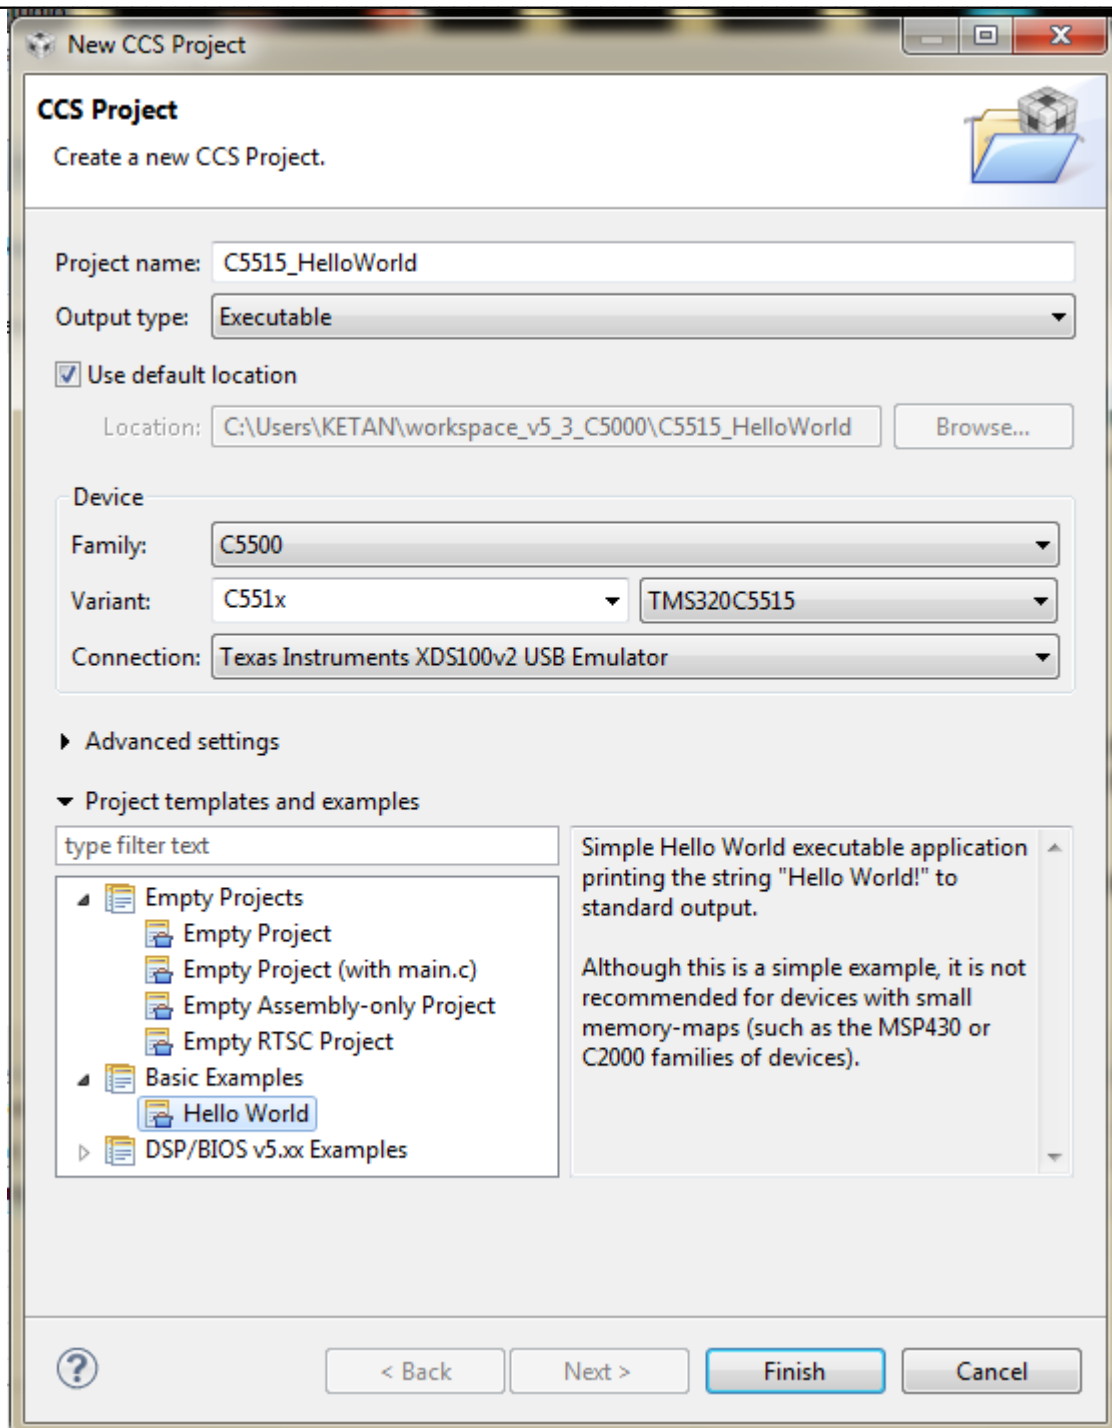 New CCS Project
CCS Project
Create a new CCS Project.
Project name: C5515_HelloWorld
Output type: Executable
Use default location
Location: C:\Users\KETAN\workspace_v5_3_C5000\C5515_HelloWorld Browse...
Device
Family: C5500
Variant: C551x TMS320C5515
Connection: Texas Instruments XDS100v2 USB Emulator
Advanced settings
Project templates and examples
type filter text
Empty Projects
Empty Project
Empty Project (with main.c)
Empty Assembly-only Project
Empty RTSC Project
Basic Examples
Hello World
DSP/BIOS v5.xx Examples
Simple Hello World executable application
printing the string "Hello World!" to
standard output.
Although this is a simple example, it is not
recommended for devices with small
memory-maps (such as the MSP430 or
C2000 families of devices).
? < Back Next > Finish Cancel